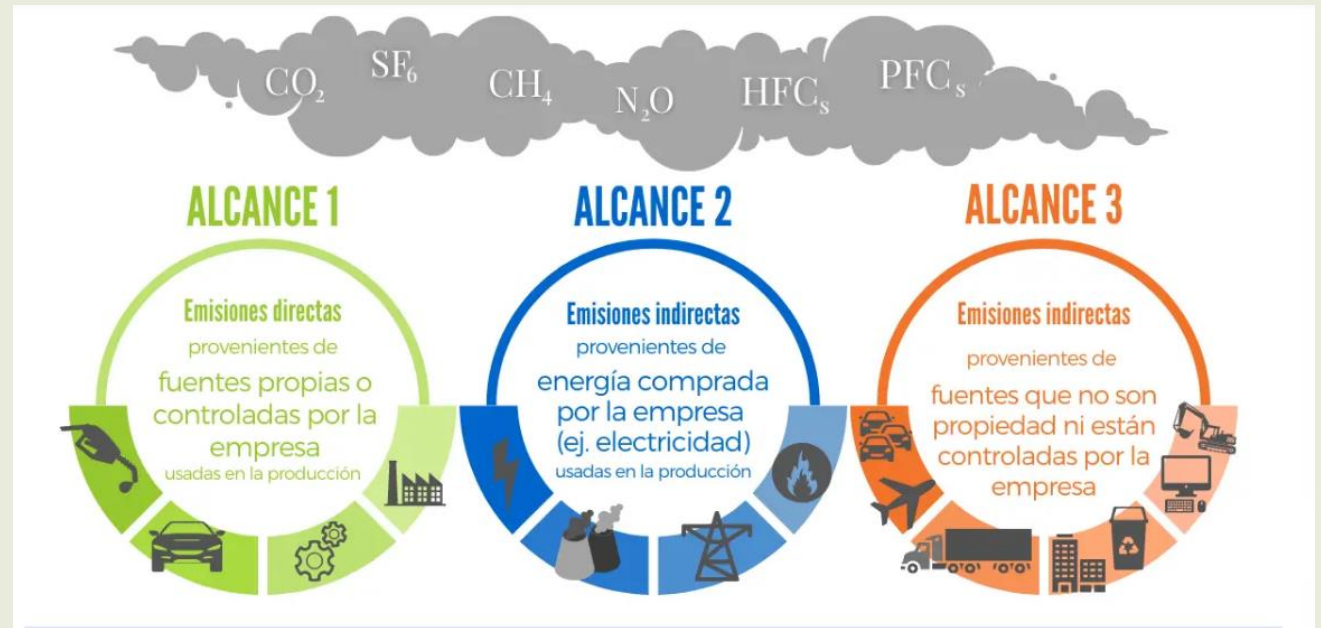 CO₂ SF₆ CH₄ N₂O HFCₛ PFCₛ
ALCANCE 1
Emisiones directas
provenientes de
fuentes propias o
controladas por la
empresa
usadas en la producción
ALCANCE 2
Emisiones indirectas
provenientes de
energía comprada
por la empresa
(ej. electricidad)
usadas en la producción
ALCANCE 3
Emisiones indirectas
provenientes de
fuentes que no son
propiedad ni están
controladas por la
empresa